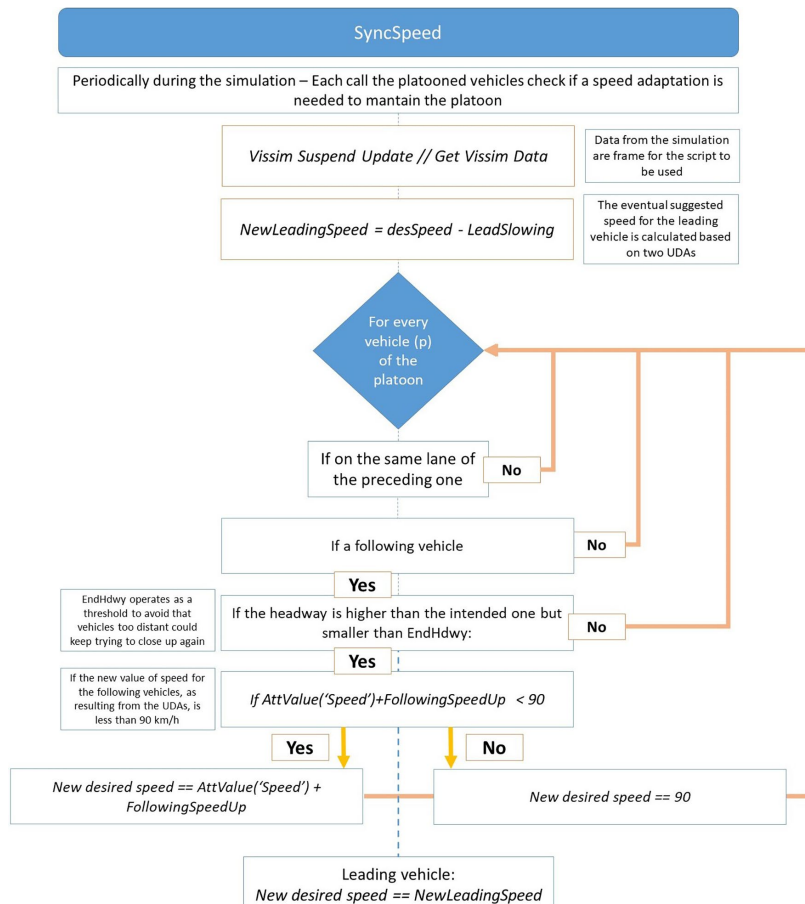 SyncSpeed
Periodically during the simulation – Each call the platooned vehicles check if a speed adaptation is
needed to mantain the platoon
Vissim Suspend Update // Get Vissim Data
Data from the simulation
are frame for the script to
be used
NewLeadingSpeed = desSpeed - LeadSlowing
The eventual suggested
speed for the leading
vehicle is calculated based
on two UDAs
For every
vehicle (p)
of the
platoon
If on the same lane of
the preceding one
No
If a following vehicle
No
Yes
EndHdwy operates as a
threshold to avoid that
vehicles too distant could
keep trying to close up again
If the headway is higher than the intended one but
smaller than EndHdwy:
No
Yes
If the new value of speed for
the following vehicles, as
resulting from the UDAs, is
less than 90 km/h
If AttValue(‘Speed’)+FollowingSpeedUp < 90
Yes
No
New desired speed == AttValue(‘Speed’) +
FollowingSpeedUp
New desired speed == 90
Leading vehicle:
New desired speed == NewLeadingSpeed